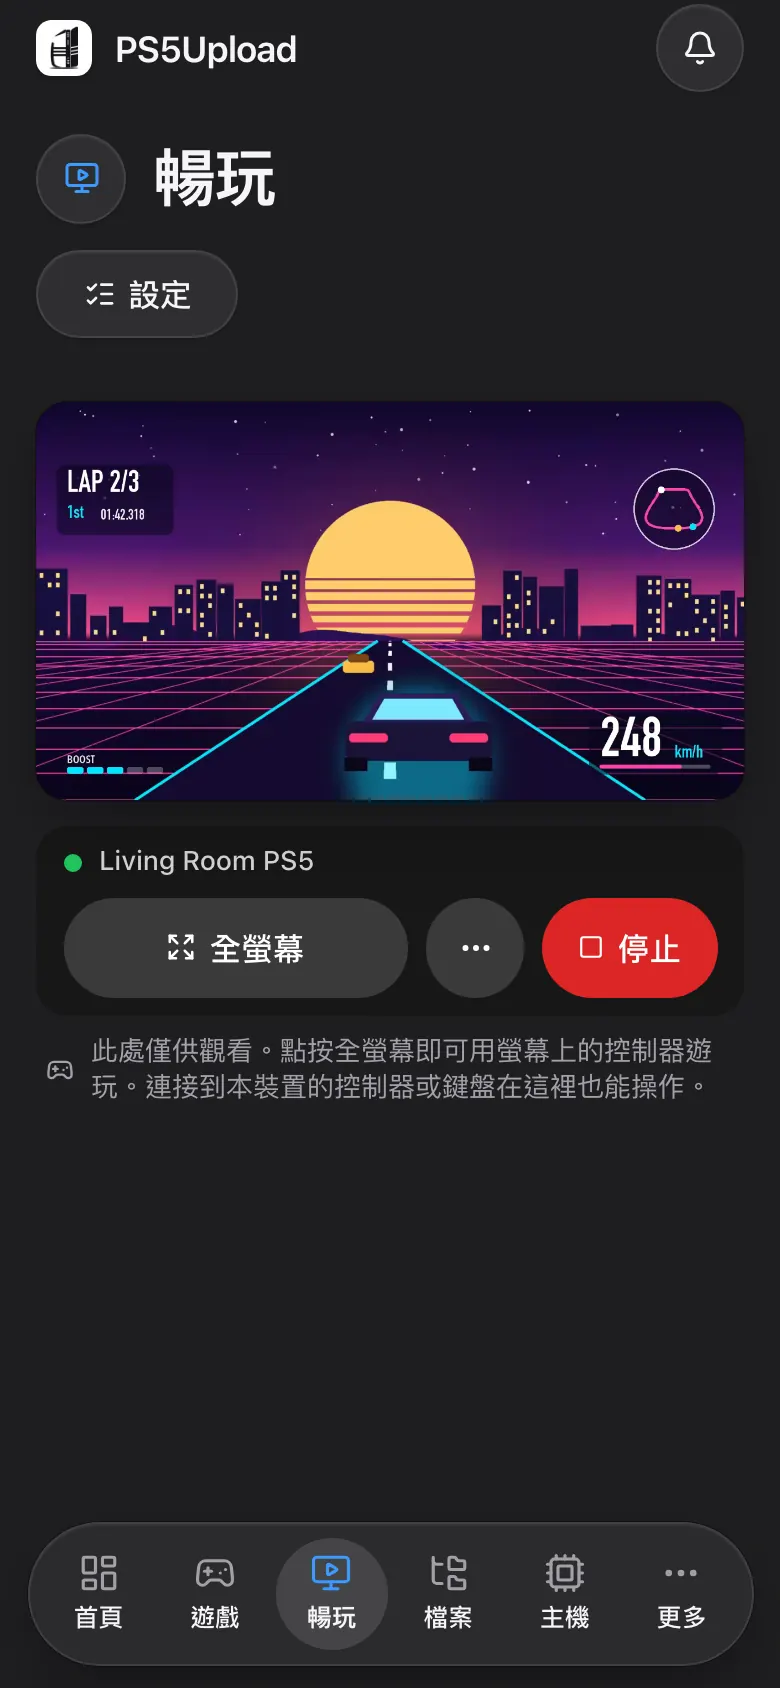 PS5Upload
暢玩
設定
LAP 2/3
1st 01:42.318
BOOST
248 km/h
Living Room PS5
全螢幕
停止
此處僅供觀看。點按全螢幕即可用螢幕上的控制器遊
玩。連接到本裝置的控制器或鍵盤在這裡也能操作。
首頁 遊戲 暢玩 檔案 主機 更多